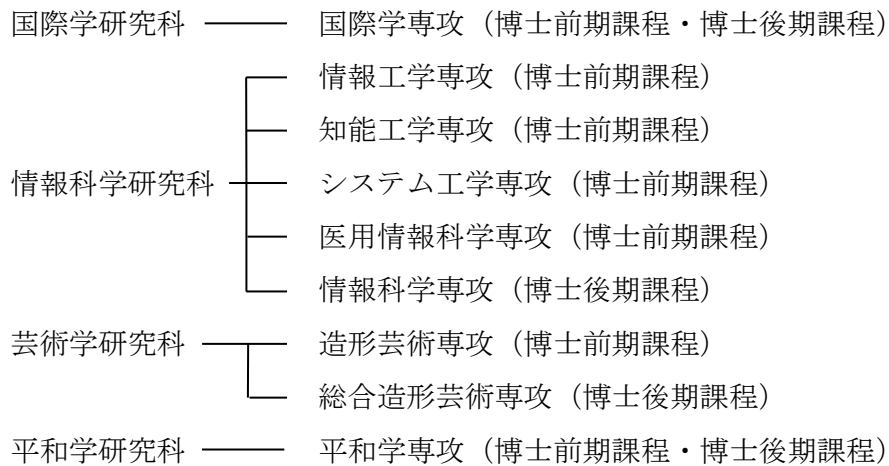 国際学研究科 国際学専攻（博士前期課程・博士後期課程）
情報工学専攻（博士前期課程）
知能工学専攻（博士前期課程）
情報科学研究科 システム工学専攻（博士前期課程）
医用情報科学専攻（博士前期課程）
情報科学専攻（博士後期課程）
芸術学研究科 造形芸術専攻（博士前期課程）
総合造形芸術専攻（博士後期課程）
平和学研究科 平和学専攻（博士前期課程・博士後期課程）